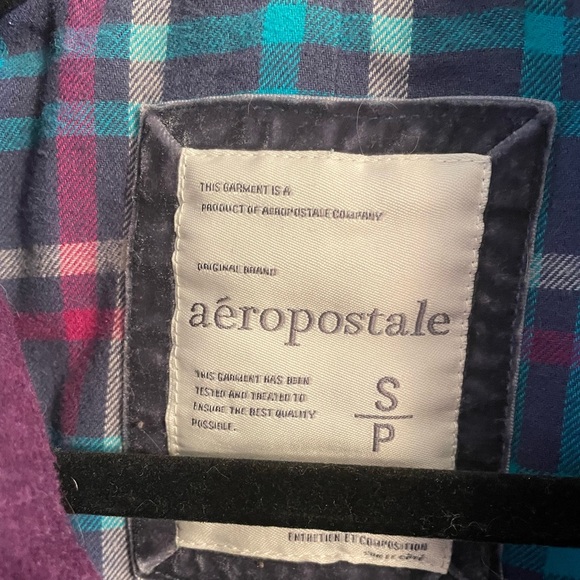 THIS GARMENT IS A
PRODUCT OF AEROPOSTALE COMPANY
ORIGINAL BRAND
aéropostale
THIS GARMENT HAS BEEN
TESTED AND TREATED TO
ENSURE THE BEST QUALITY
POSSIBLE.
S
P
ENTRETIEN ET COMPOSITION